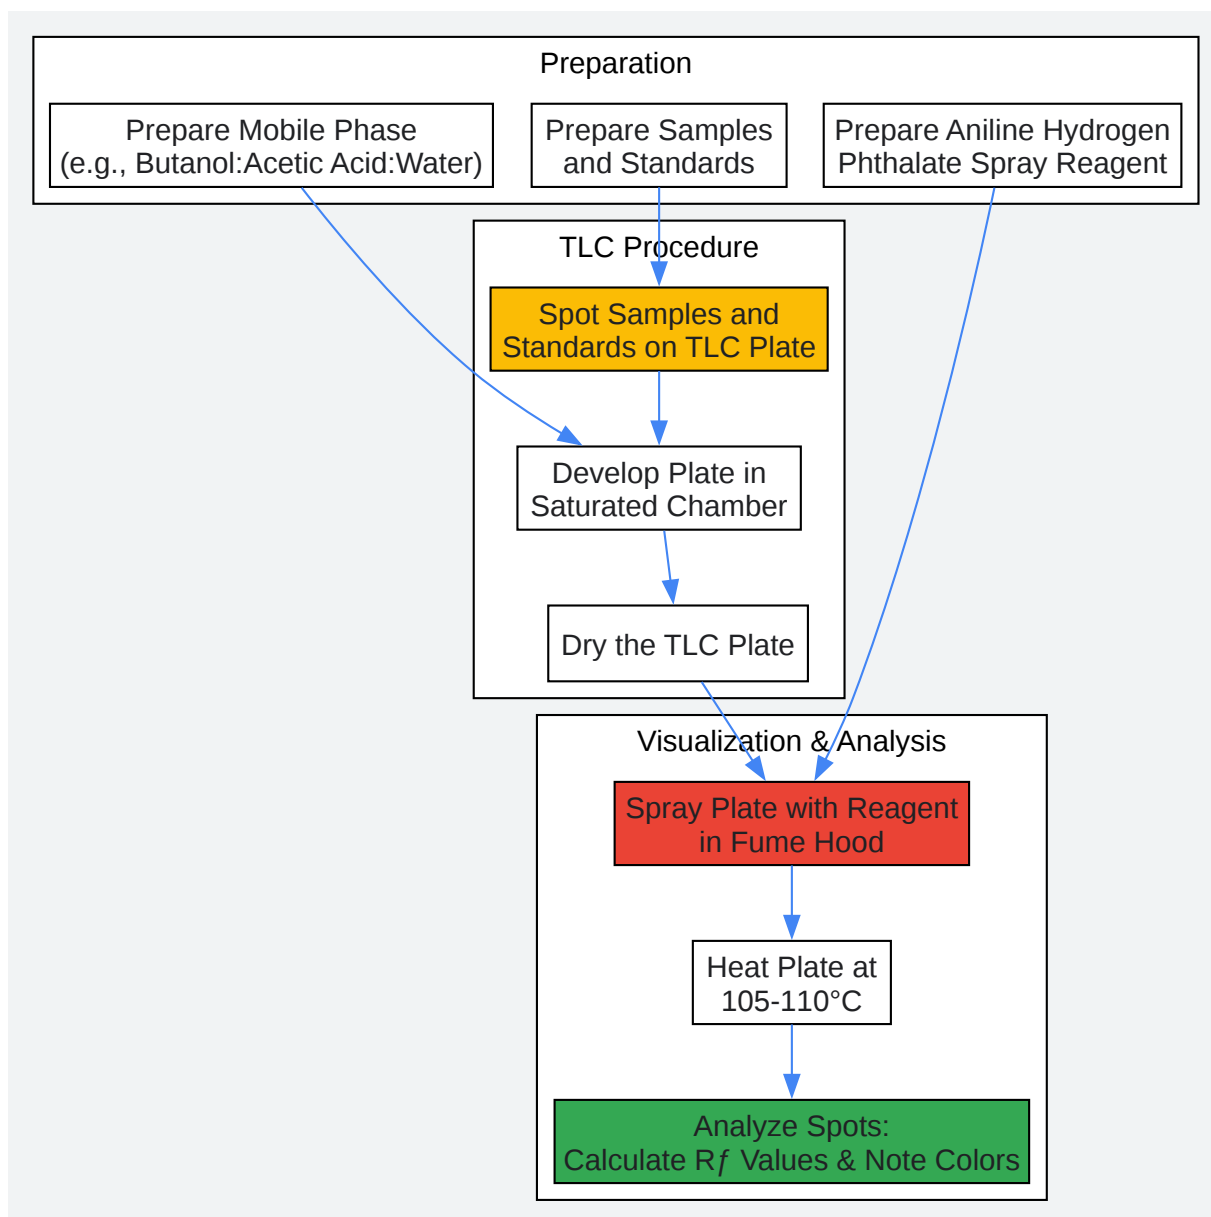 Preparation
Prepare Mobile Phase
(e.g., Butanol:Acetic Acid:Water)
Prepare Samples
and Standards
Prepare Aniline Hydrogen
Phthalate Spray Reagent
TLC Procedure
Spot Samples and
Standards on TLC Plate
Develop Plate in
Saturated Chamber
Dry the TLC Plate
Visualization & Analysis
Spray Plate with Reagent
in Fume Hood
Heat Plate at
105-110°C
Analyze Spots:
Calculate Rƒ Values & Note Colors